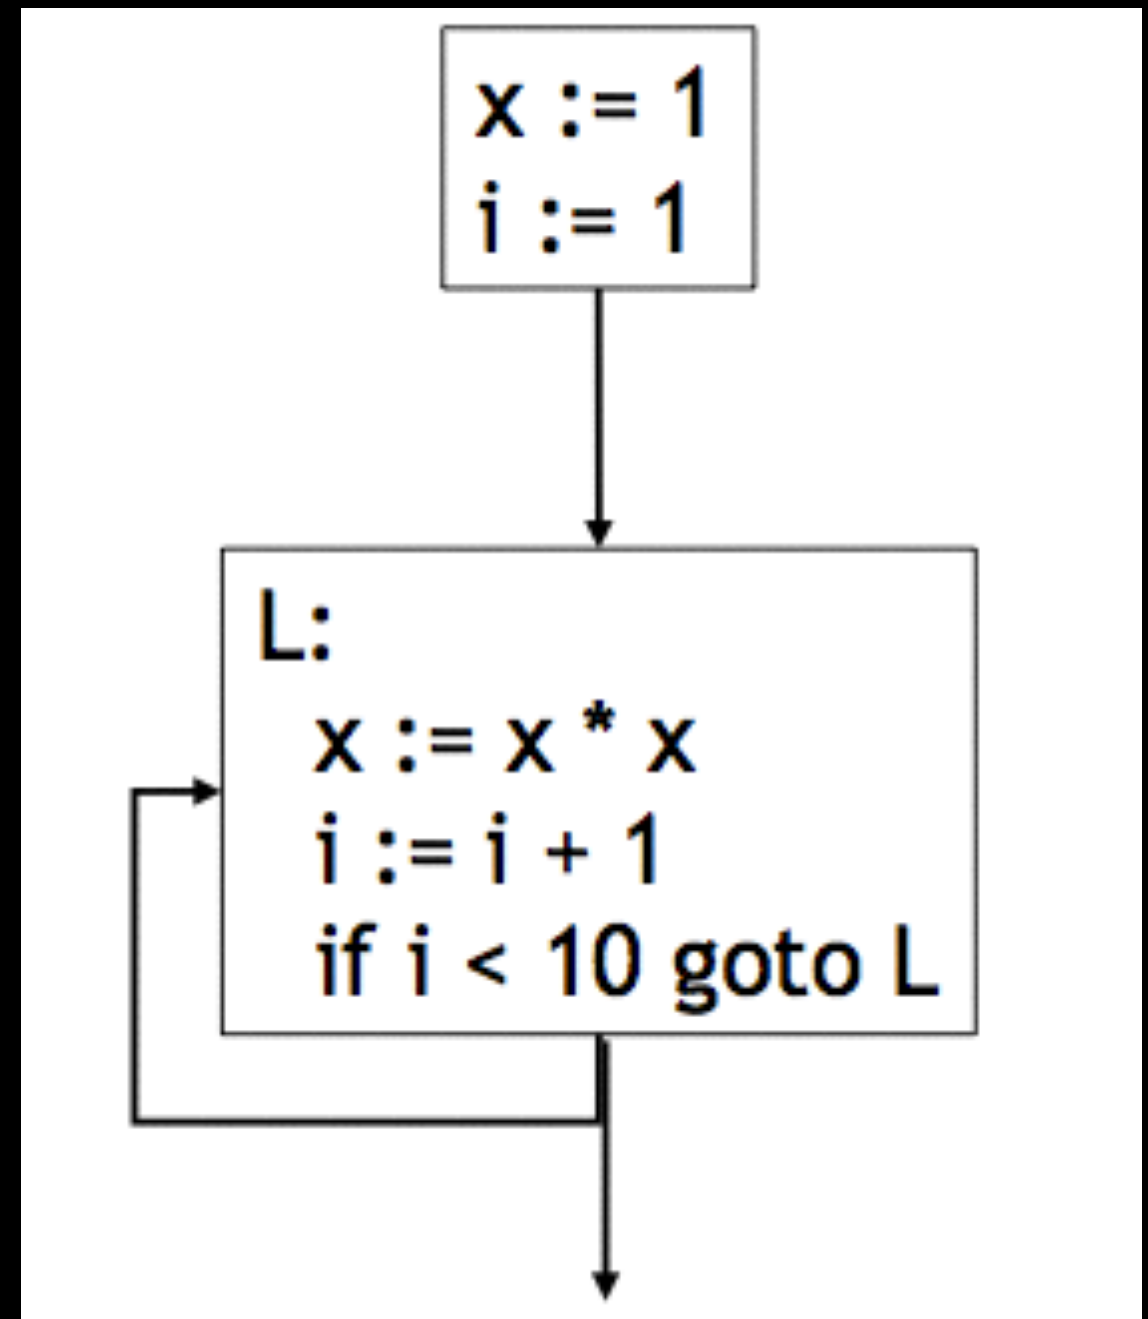 x := 1
i := 1
L:
x := x * x
i := i + 1
if i < 10 goto L